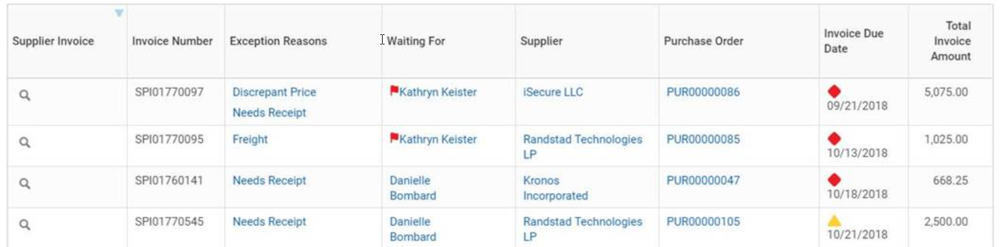 Supplier Invoice
Invoice Number
Exception Reasons
Waiting For
Supplier
Purchase Order
Invoice Due
Date
Total
Invoice
Amount
SPI01770097
Discrepant Price
Needs Receipt
Kathryn Keister
iSecure LLC
PUR00000086
09/21/2018
5,075.00
SPI01770095
Freight
Kathryn Keister
Randstad Technologies
LP
PUR00000085
10/13/2018
1,025.00
SPI01760141
Needs Receipt
Danielle
Bombard
Kronos
Incorporated
PUR00000047
10/18/2018
668.25
SPI01770545
Needs Receipt
Danielle
Bombard
Randstad Technologies
LP
PUR00000105
10/21/2018
2,500.00